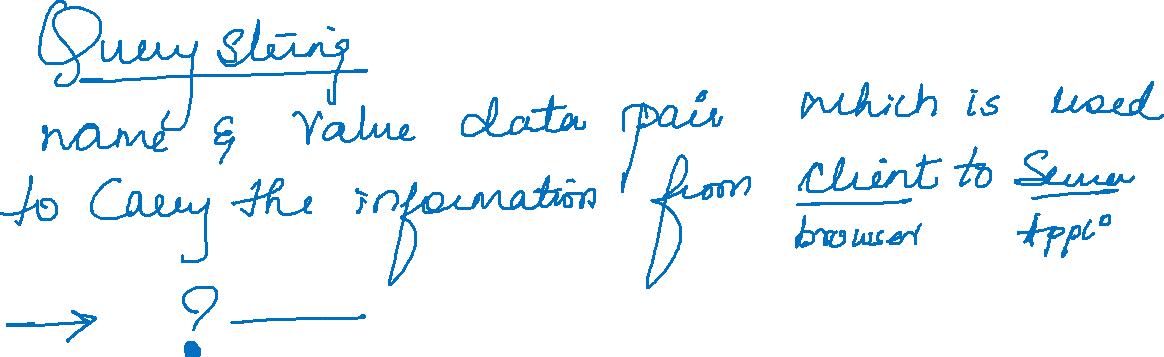 Query string
name & value data pair which is used
to carry the information from client to Server
browser Appl°
→ ? —